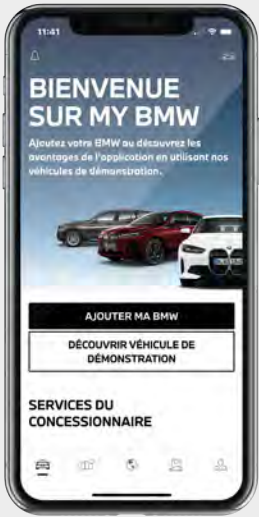 11:41
BIENVENUE
SUR MY BMW
Ajoutez votre BMW ou découvrez les
avantages de l'application en utilisant nos
véhicules de démonstration.
AJOUTER MA BMW
DÉCOUVRIR VÉHICULE DE
DÉMONSTRATION
SERVICES DU
CONCESSIONNAIRE